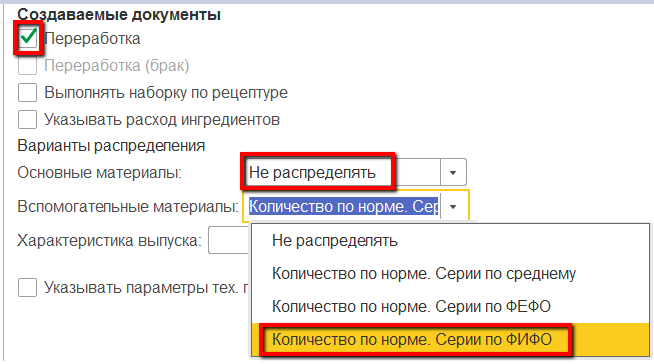 Создаваемые документы
Переработка
Переработка (брак)
Выполнять наборку по рецептуре
Указывать расход ингредиентов
Варианты распределения
Основные материалы: Не распределять
Вспомогательные материалы: Количество по норме. Сер
Характеристика выпуска:
Не распределять
Количество по норме. Серии по среднему
Указывать параметры тех. г
Количество по норме. Серии по ФЕФО
Количество по норме. Серии по ФИФО